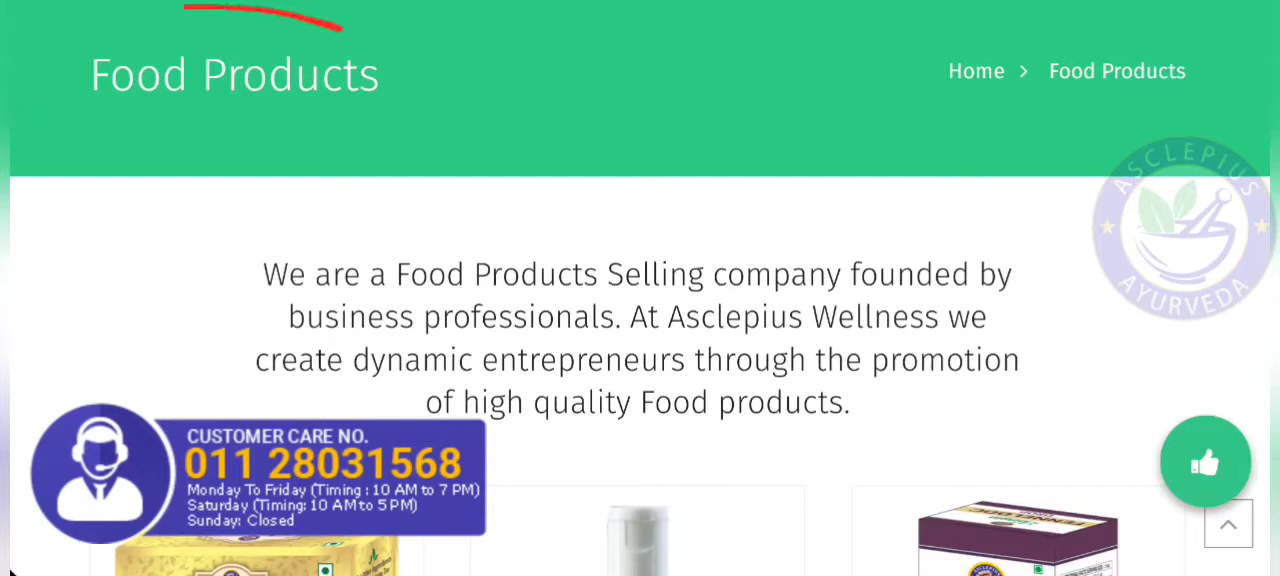 Food Products
Home > Food Products
ASCLEPIUS
AYURVEDA
We are a Food Products Selling company founded by
business professionals. At Asclepius Wellness we
create dynamic entrepreneurs through the promotion
of high quality Food products.
CUSTOMER CARE NO.
011 28031568
Monday To Friday (Timing : 10 AM to 7 PM)
Saturday (Timing: 10 AM to 5 PM)
Sunday: Closed
ASCLEPIUS